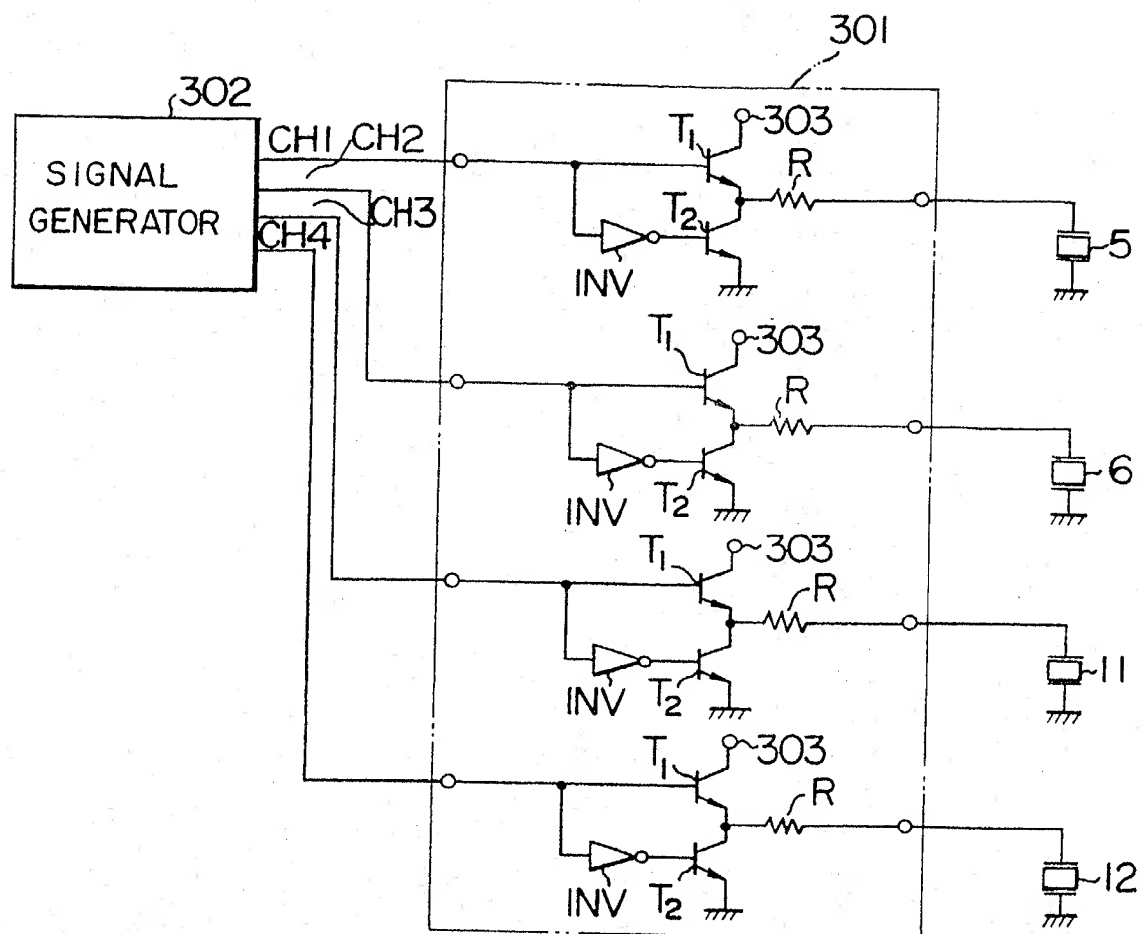 301
302
SIGNAL
GENERATOR
CH1
CH2
CH3
CH4
T1
303
R
T2
INV
5
T1
303
R
INV
T2
6
T1
303
R
INV
T2
11
T1
303
R
INV
T2
12